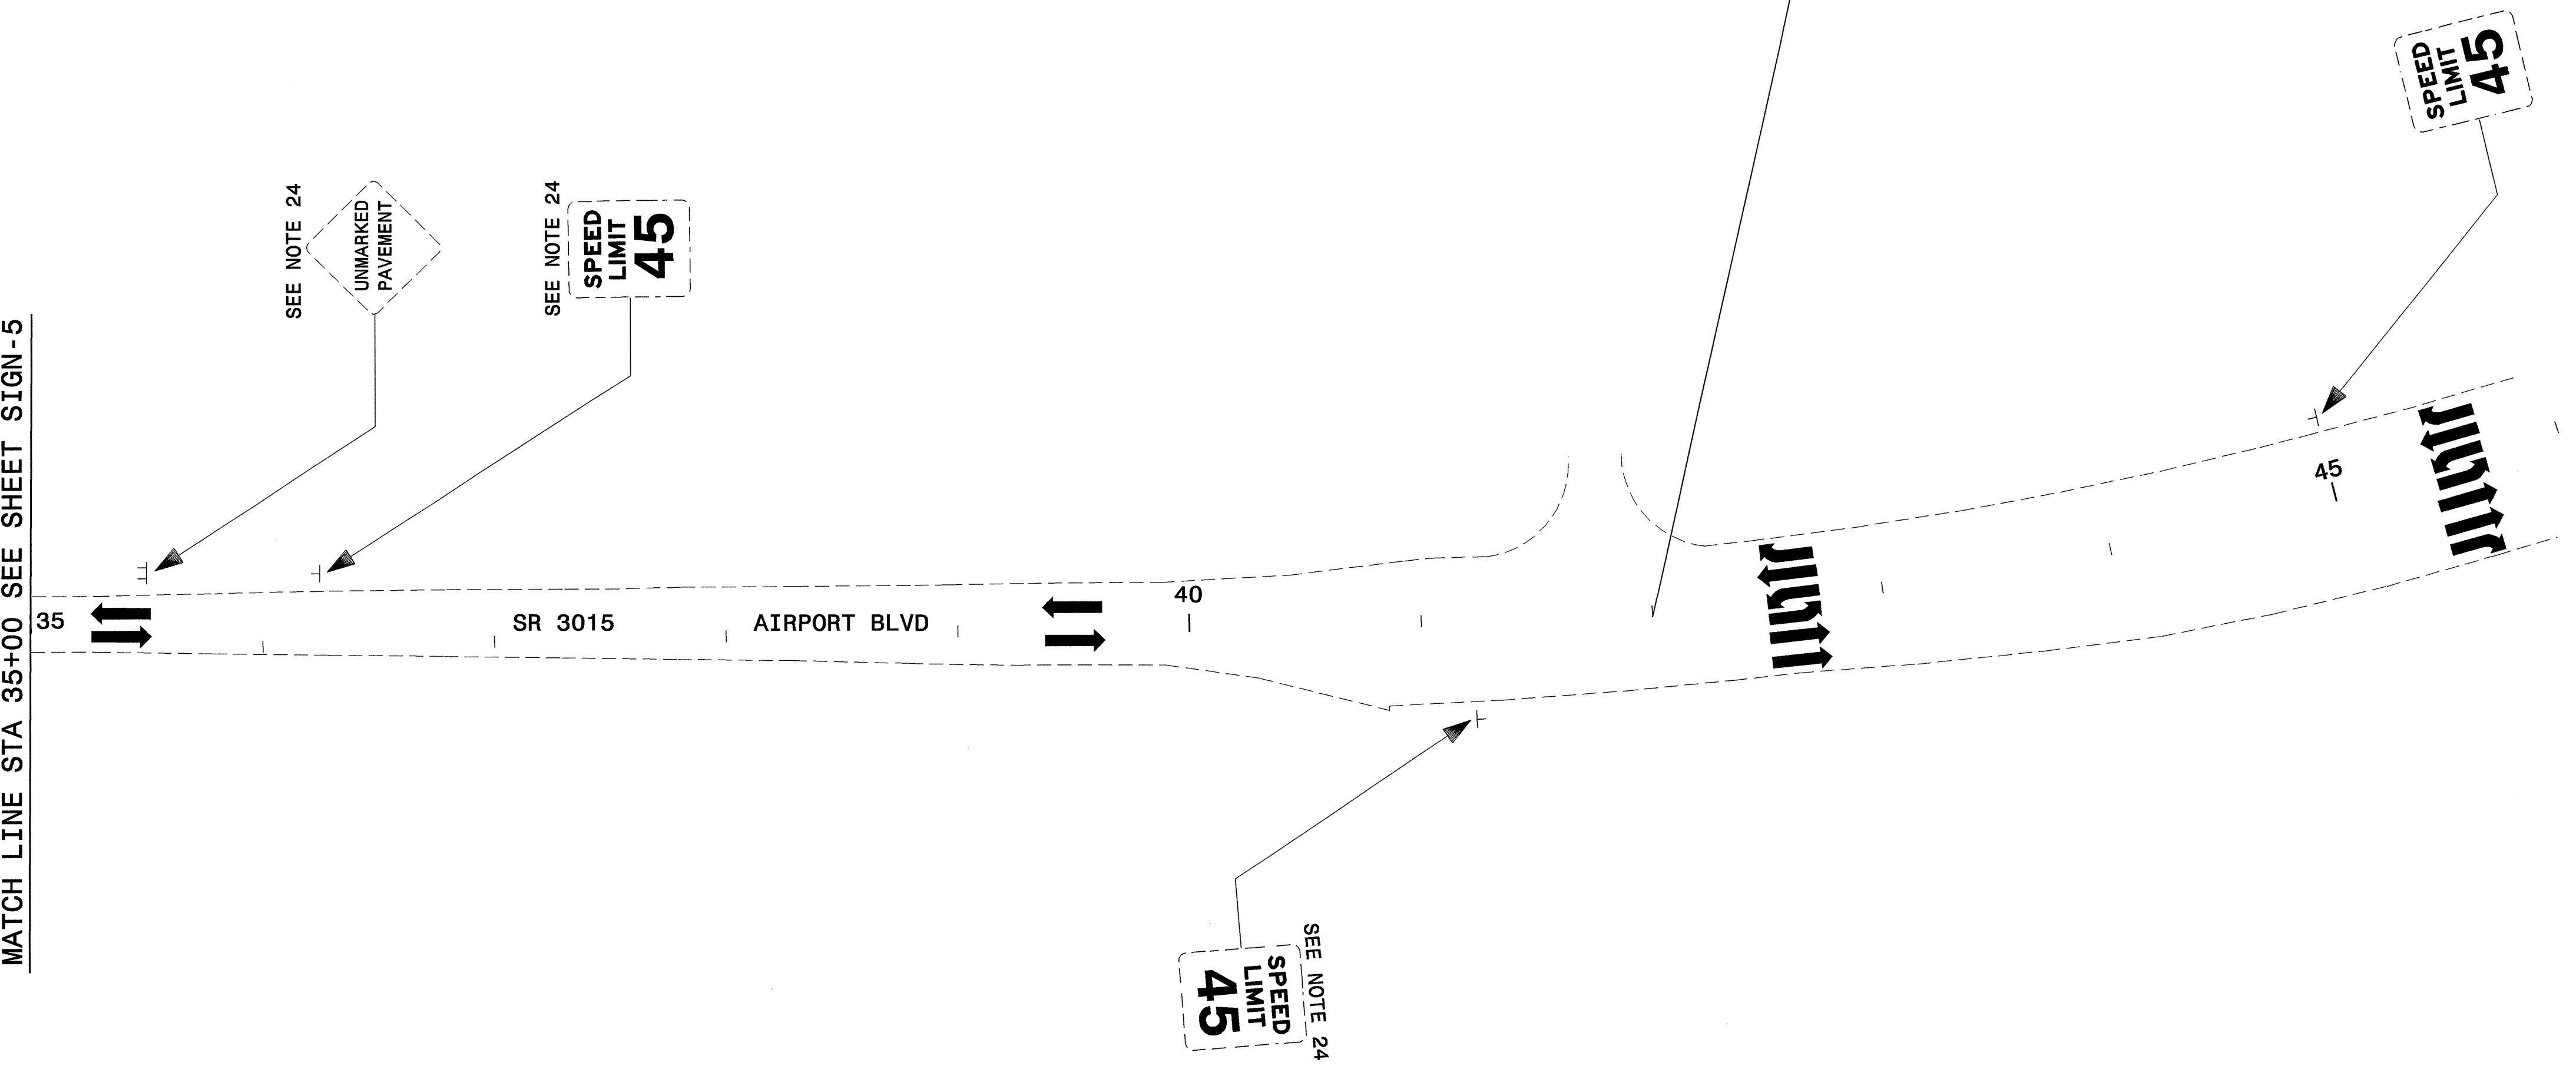 MATCH LINE STA 35+00 SEE SHEET SIGN-5
SEE NOTE 24
UNMARKED
PAVEMENT
SEE NOTE 24
SPEED
LIMIT
45
SPEED
LIMIT
45
35
SR 3015
AIRPORT BLVD
40
45
SPEED
LIMIT
45
SEE NOTE 24